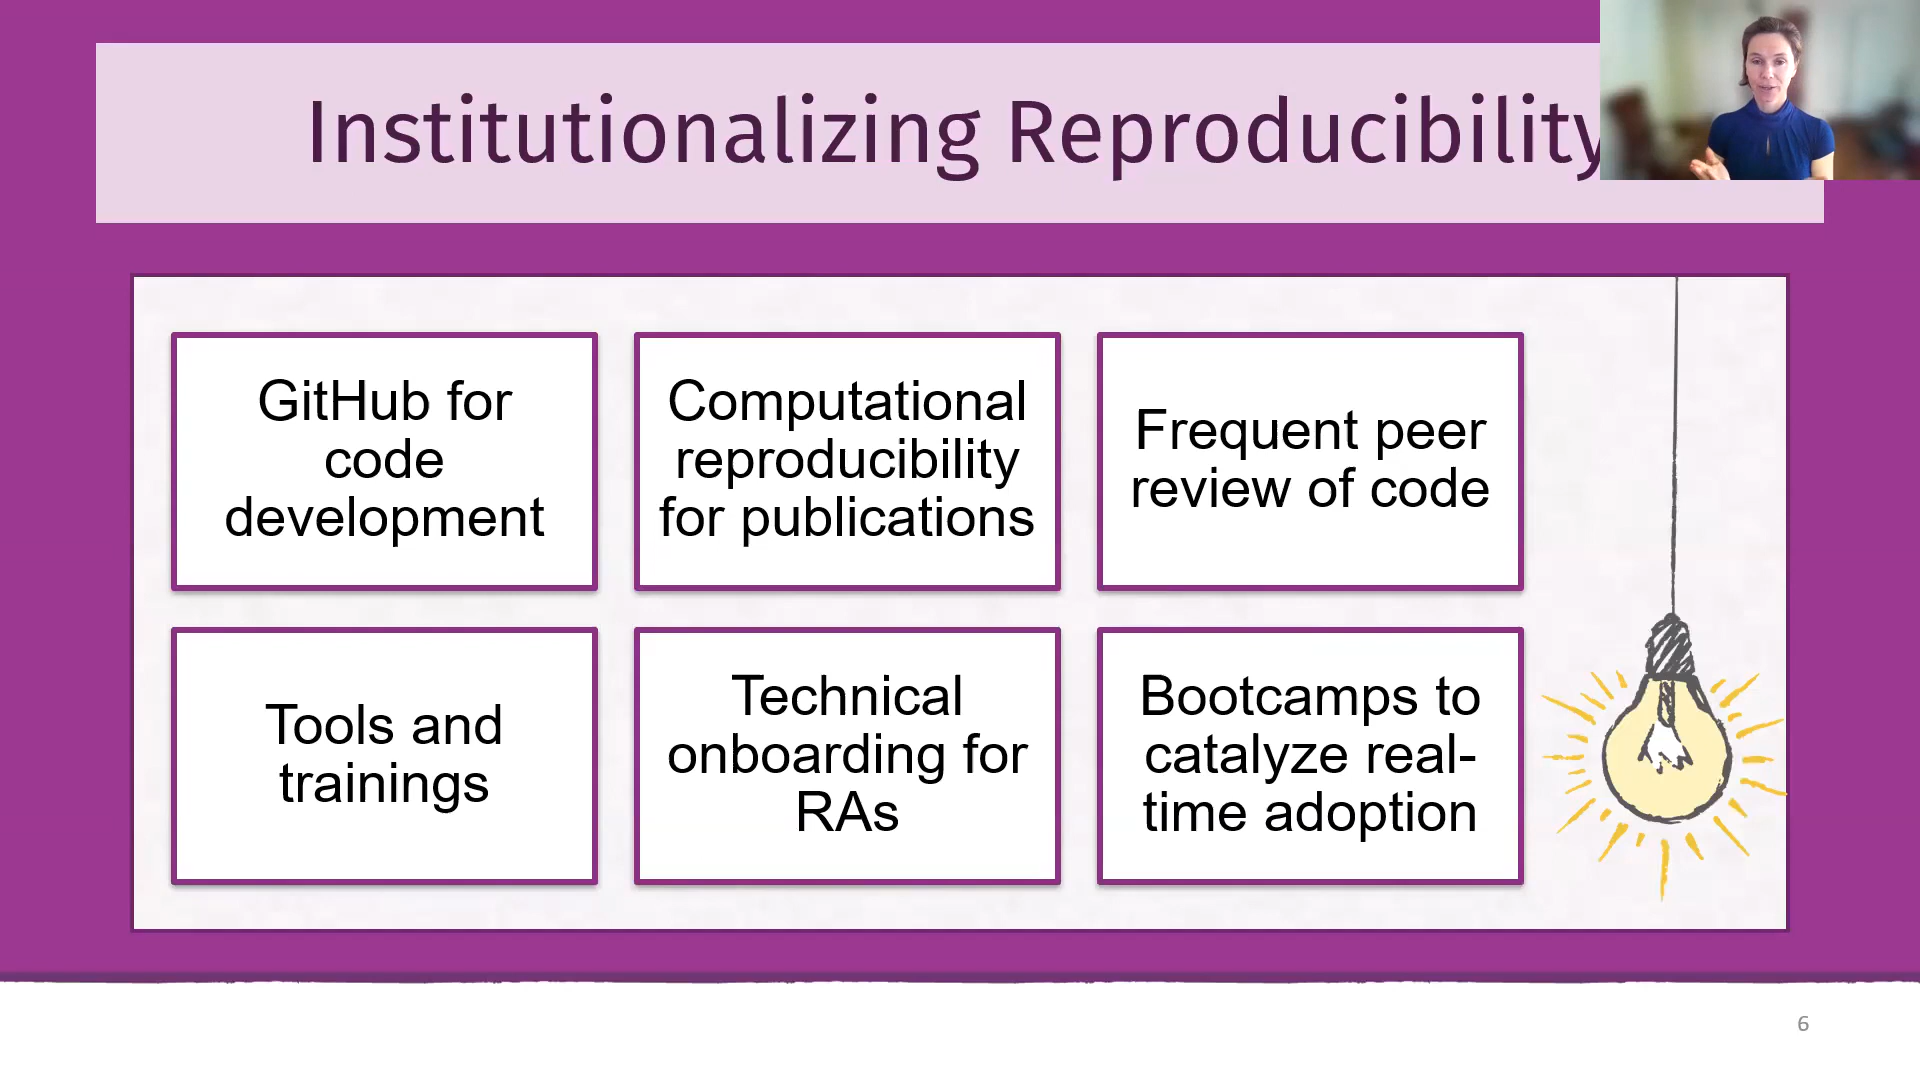 Institutionalizing Reproducibility
GitHub for
code
development
Computational
reproducibility
for publications
Frequent peer
review of code
Tools and
trainings
Technical
onboarding for
RAs
Bootcamps to
catalyze real-
time adoption
6